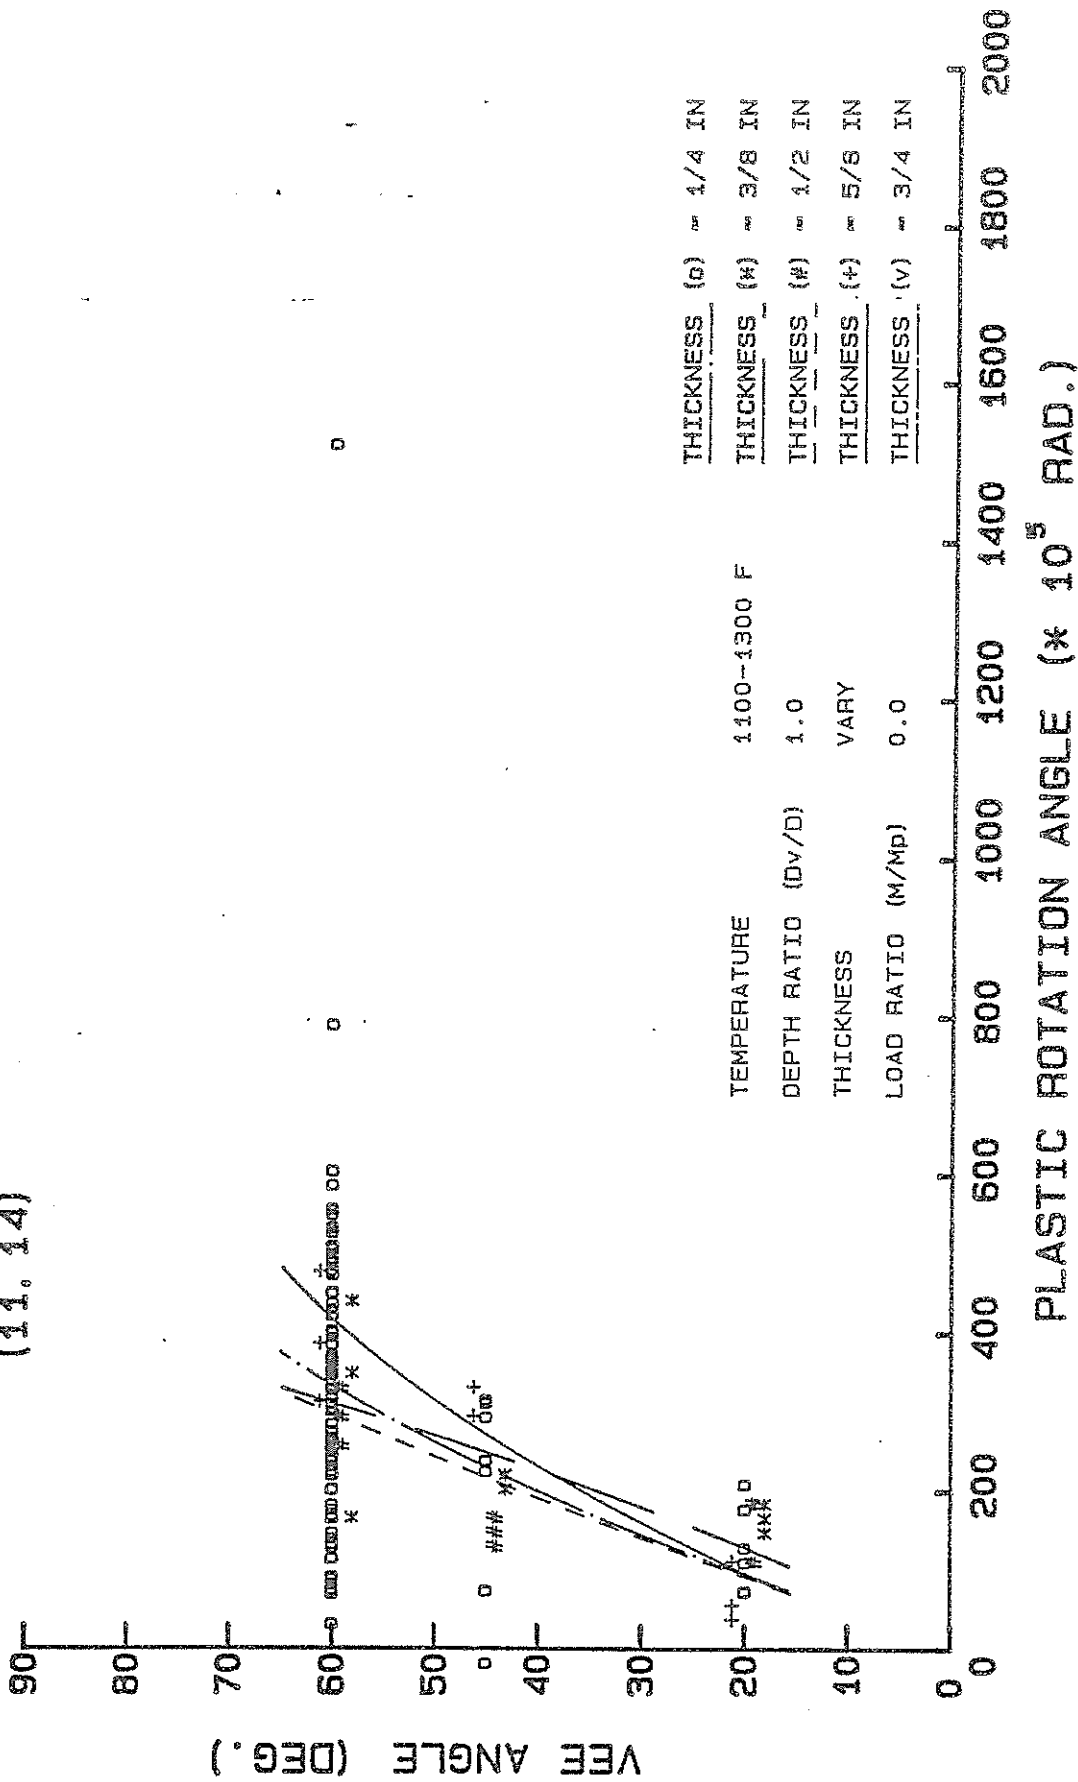 (11, 14)
VEE ANGLE (DEG.)
90
80
70
60
50
40
30
20
10
0
0 200 400 600 800 1000 1200 1400 1600 1800 2000
PLASTIC ROTATION ANGLE (* 10^5 RAD.)
TEMPERATURE 1100-1300 F
DEPTH RATIO (Dv/D) 1.0
THICKNESS VARY
LOAD RATIO (M/Mp) 0.0
THICKNESS (o) = 1/4 IN
THICKNESS (*) = 3/8 IN
THICKNESS (#) = 1/2 IN
THICKNESS (+) = 5/8 IN
THICKNESS (v) = 3/4 IN